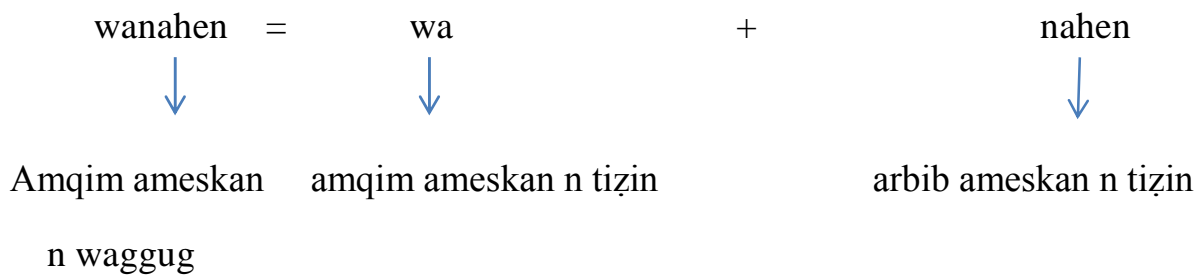 wanahen = wa + nahen
Amqim ameskan amqim ameskan n tiẓin arbib ameskan n tiẓin
n waggug